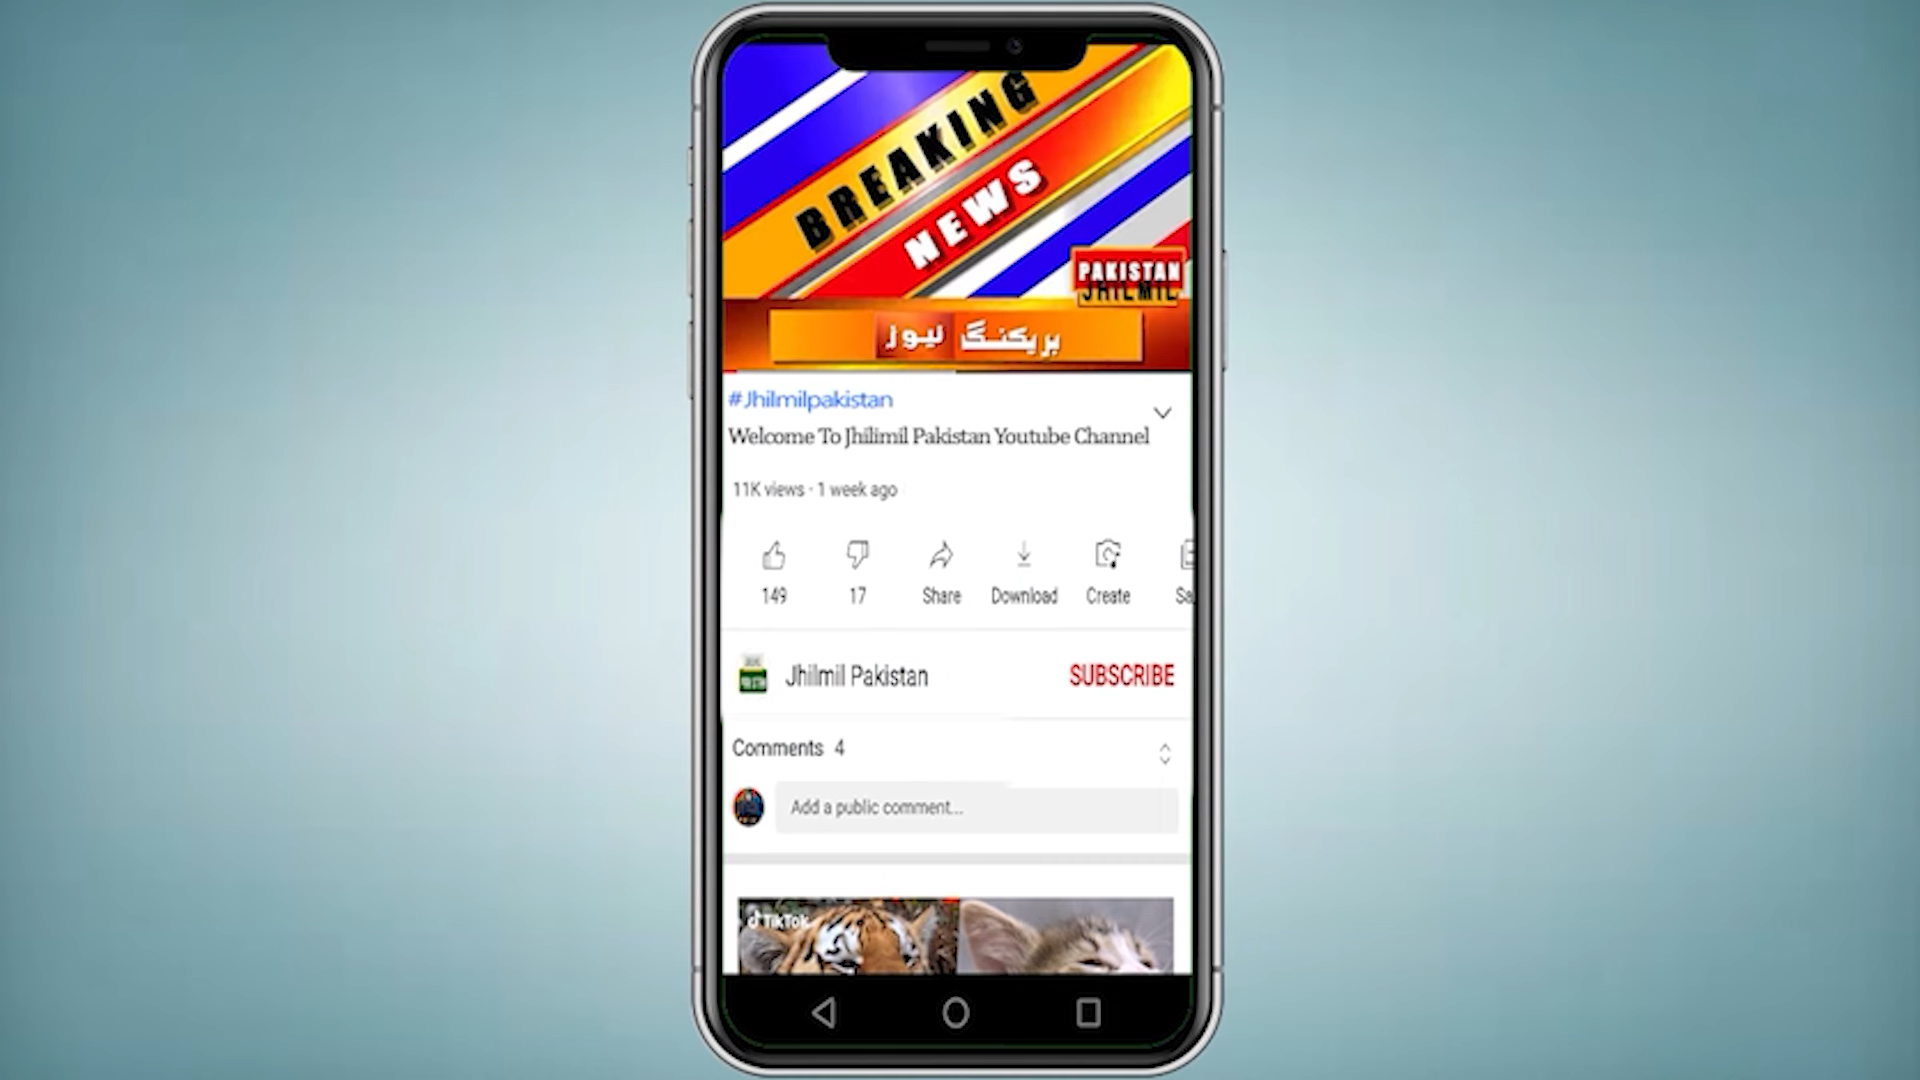 BREAKING
NEWS
PAKISTAN
JHILMIL
بریکنگ نیوز
#Jhilmilpakistan
Welcome To Jhilimil Pakistan Youtube Channel
11K views · 1 week ago
149 17 Share Download Create Sa
Jhilmil Pakistan SUBSCRIBE
Comments 4
Add a public comment...
TikTok